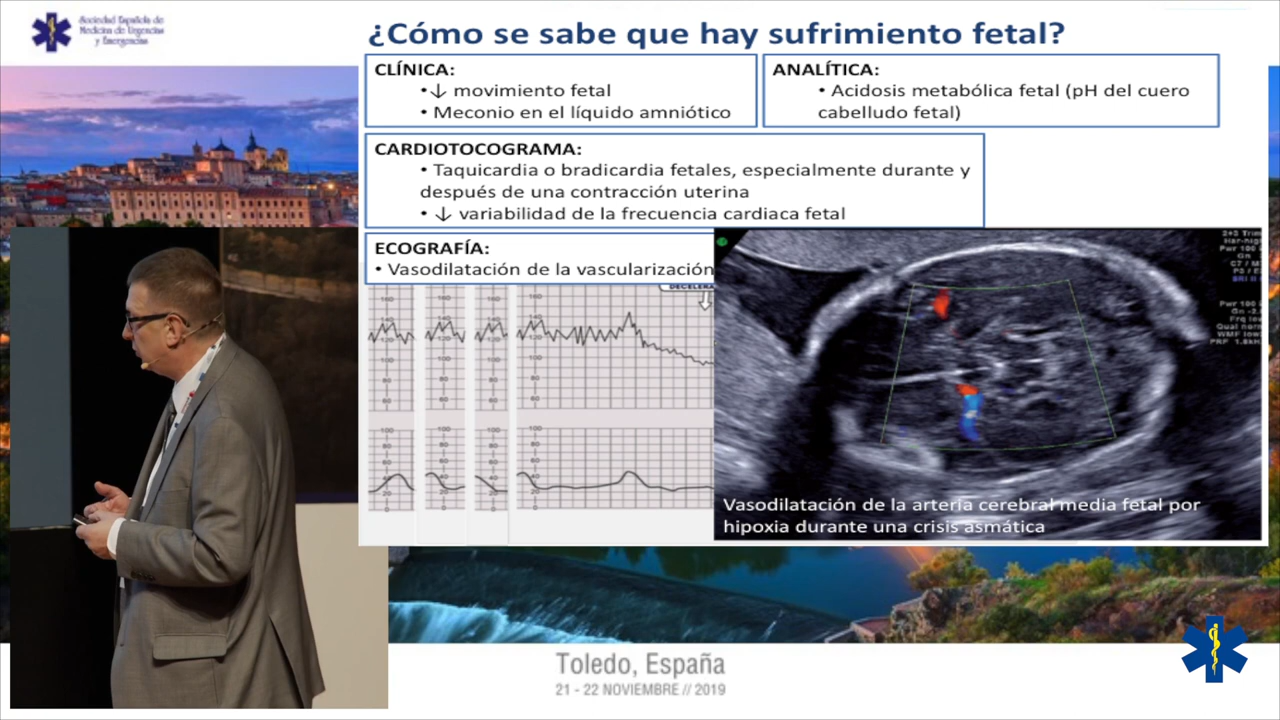 Sociedad Española de
Medicina de Urgencias
y Emergencias
¿Cómo se sabe que hay sufrimiento fetal?
CLÍNICA:
•↓ movimiento fetal
• Meconio en el líquido amniótico
ANALÍTICA:
• Acidosis metabólica fetal (pH del cuero
cabelludo fetal)
CARDIOTOCOGRAMA:
• Taquicardia o bradicardia fetales, especialmente durante y
después de una contracción uterina
• ↓ variabilidad de la frecuencia cardiaca fetal
ECOGRAFÍA:
• Vasodilatación de la vascularización
DECELERA
Vasodilatación de la arteria cerebral media fetal por
hipoxia durante una crisis asmática
Toledo, España
21 - 22 NOVIEMBRE // 2019